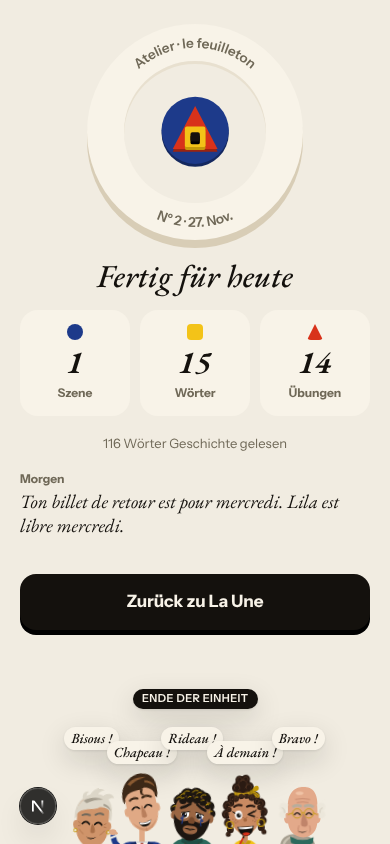 Atelier · le feuilleton
N° 2 · 27. Nov.
Fertig für heute
1
Szene
15
Wörter
14
Übungen
116 Wörter Geschichte gelesen
Morgen
Ton billet de retour est pour mercredi. Lila est
libre mercredi.
Zurück zu La Une
ENDE DER EINHEIT
Bisous !
Rideau !
Bravo !
Chapeau !
À demain !
N